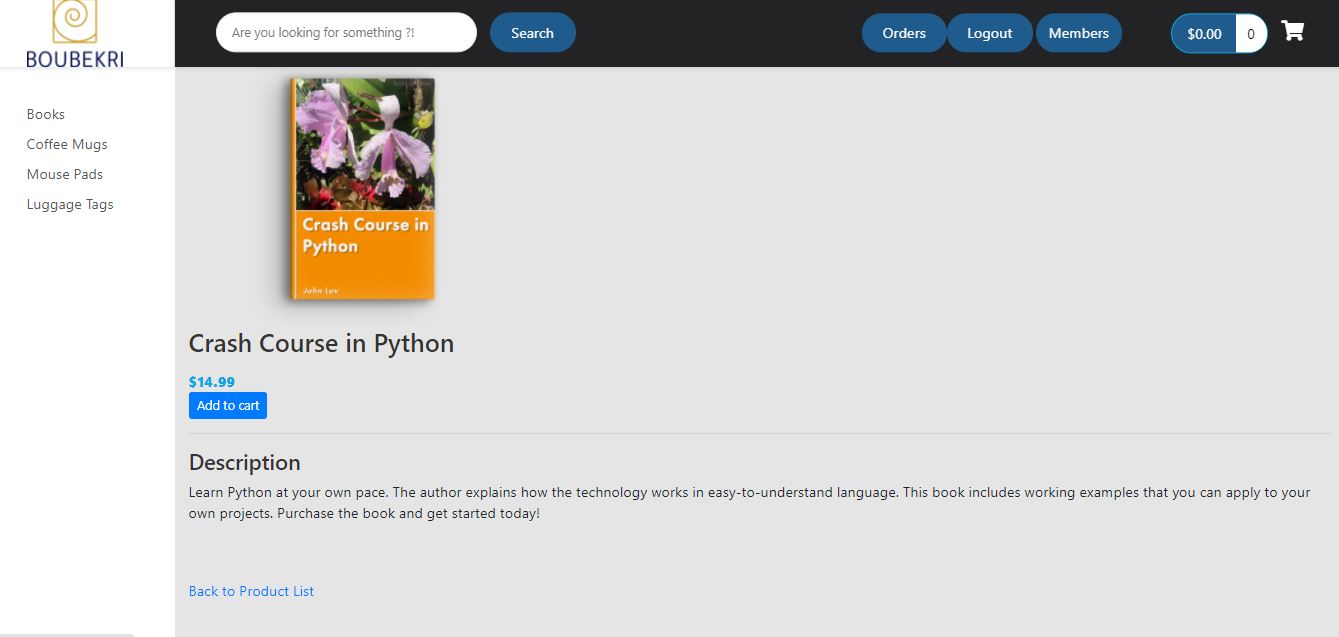 BOUBEKRI
Are you looking for something ?!
Search
Orders
Logout
Members
$0.00
0
Books
Coffee Mugs
Mouse Pads
Luggage Tags
Crash Course in
Python
John Luv
Crash Course in Python
$14.99
Add to cart
Description
Learn Python at your own pace. The author explains how the technology works in easy-to-understand language. This book includes working examples that you can apply to your
own projects. Purchase the book and get started today!
Back to Product List